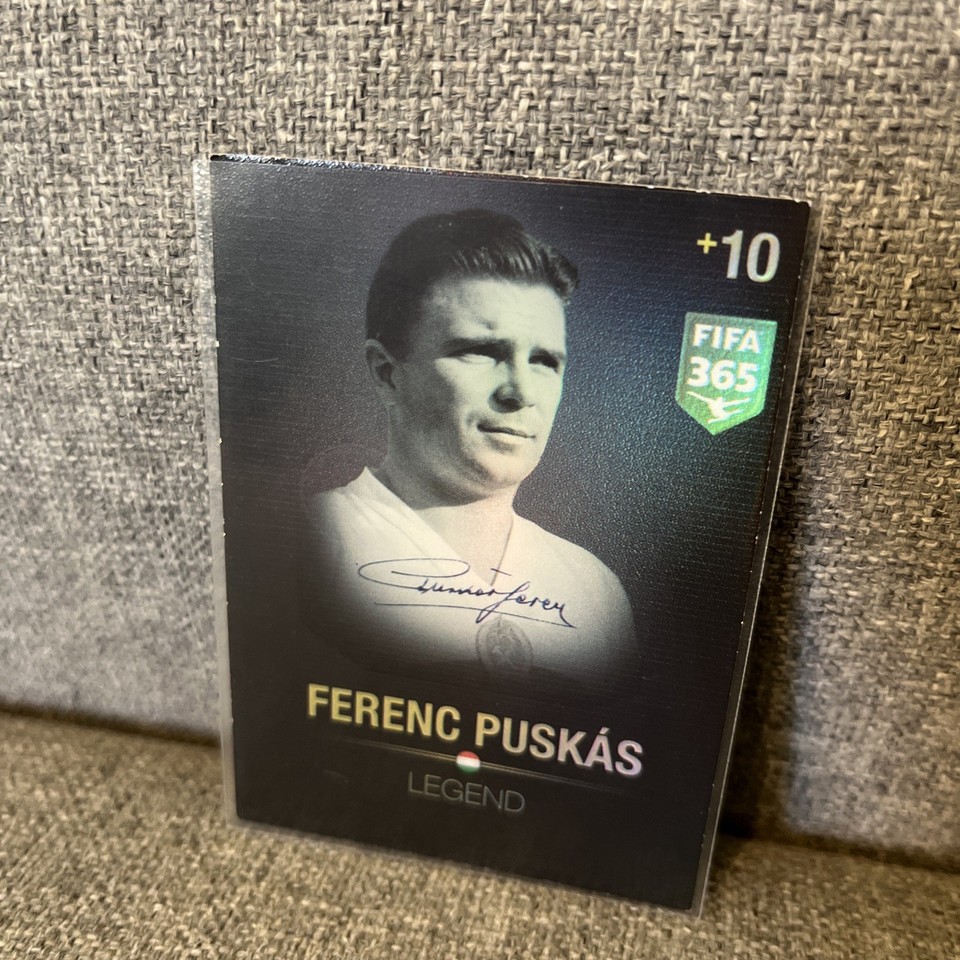 +10
FIFA
365
FERENC PUSKÁS
LEGEND